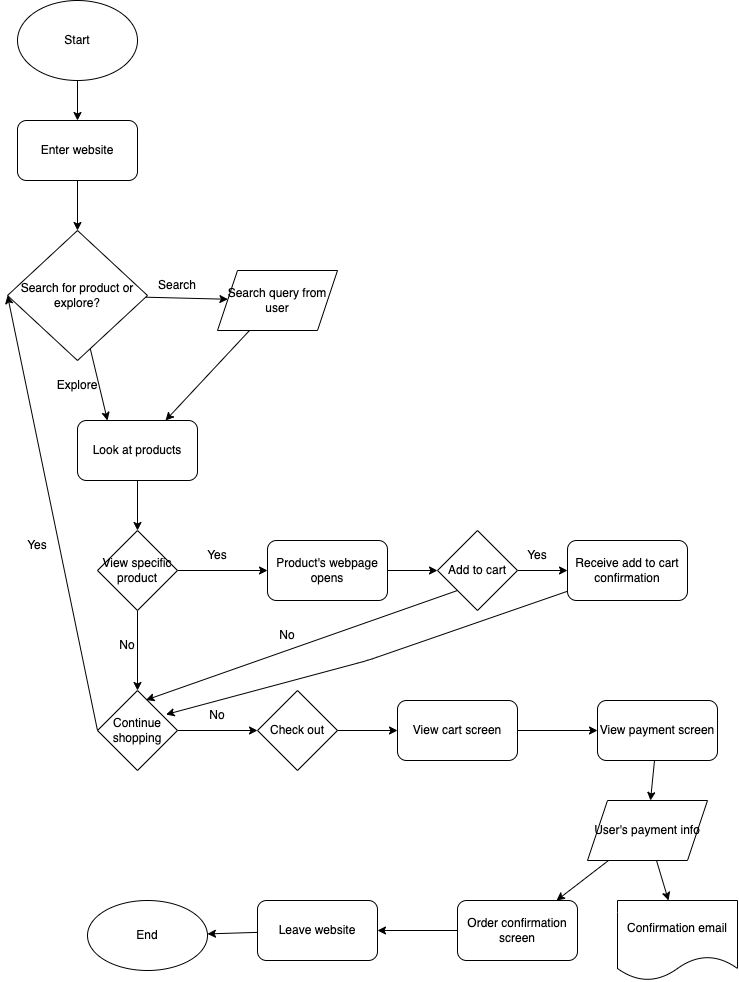 Start
Enter website
Search for product or
explore?
Search
Search query from
user
Explore
Look at products
Yes
View specific
product
Yes
Product's webpage
opens
Add to cart
Yes
Receive add to cart
confirmation
No
No
Continue
shopping
No
Check out
View cart screen
View payment screen
User's payment info
Order confirmation
screen
Confirmation email
Leave website
End